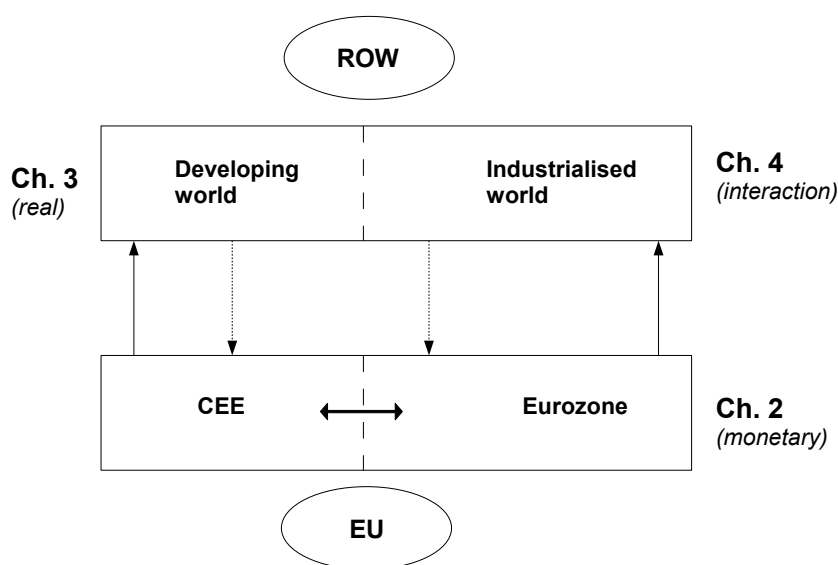 ROW
Ch. 3
(real)
Developing
world
Industrialised
world
Ch. 4
(interaction)
CEE
Eurozone
Ch. 2
(monetary)
EU